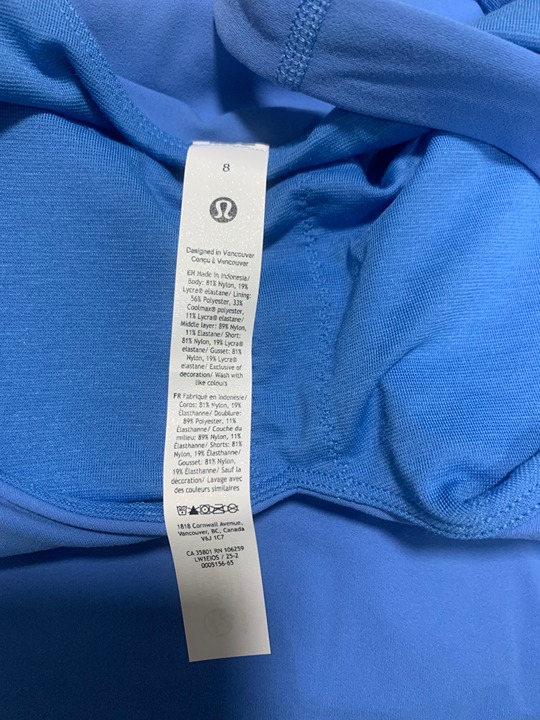 8
Designed in Vancouver
Conçu à Vancouver
EN Made in Indonesia/
Body: 81% Nylon, 19%
Lycra® elastane/ Lining:
56% Polyester, 33%
Coolmax® polyester,
11% Lycra® elastane/
Middle layer: 89% Nylon,
11% Elastane/ Short:
81% Nylon, 19% Lycra®
elastane/ Gusset: 81%
Nylon, 19% Lycra®
elastane/ Exclusive of
decoration/ Wash with
like colours
FR Fabriqué en Indonésie/
Corps: 81% Nylon, 19%
Élasthanne/ Doublure:
89% Polyester, 11%
Élasthanne/ Couche du
milieu: 89% Nylon, 11%
Élasthanne/ Shorts: 81%
Nylon, 19% Élasthanne/
Gousset: 81% Nylon,
19% Élasthanne/ Sauf la
décoration/ Lavage avec
des couleurs similaires
1818 Cornwall Avenue,
Vancouver, BC, Canada
V6J 1C7
CA 35801 RN 106259
LW1EIOS / 25-2
0005156-65